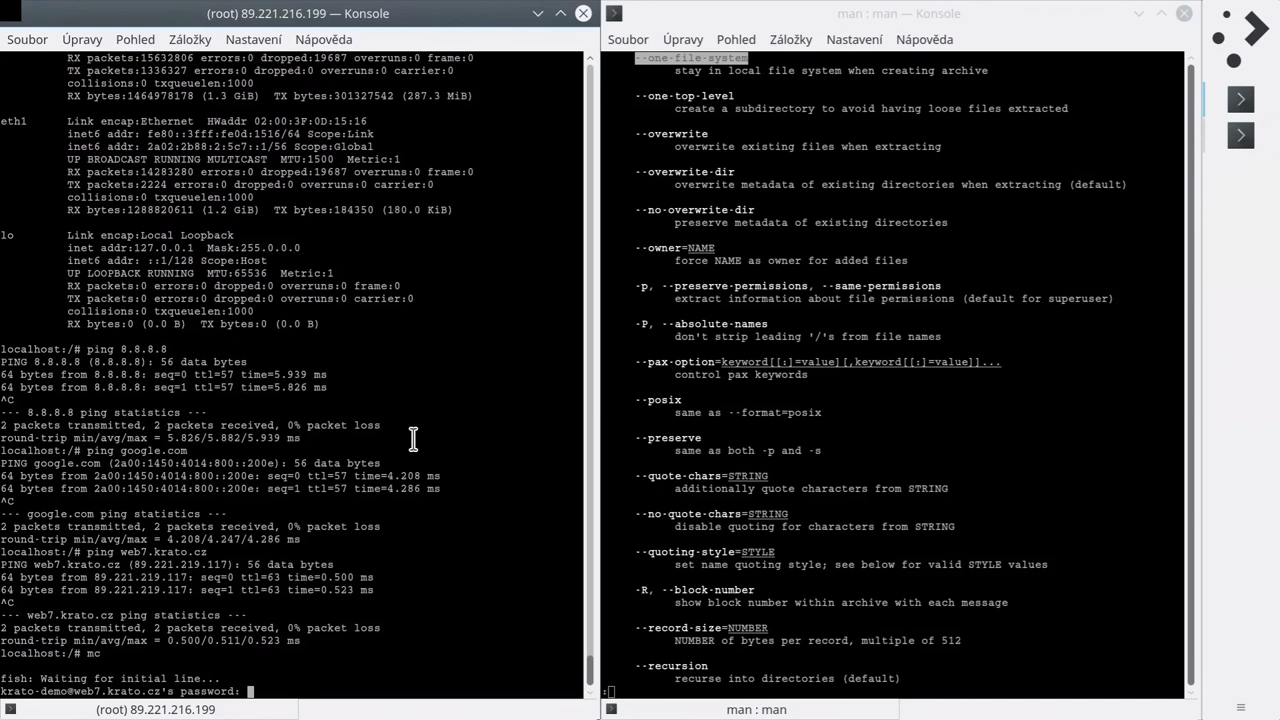 (root) 89.221.216.199 — Konsole
Soubor Úpravy Pohled Záložky Nastavení Nápověda
RX packets:15632806 errors:0 dropped:19687 overruns:0 frame:0
TX packets:1336327 errors:0 dropped:0 overruns:0 carrier:0
collisions:0 txqueuelen:1000
RX bytes:1464978178 (1.3 GiB)  TX bytes:301327542 (287.3 MiB)
eth1 Link encap:Ethernet  HWaddr 02:00:3F:0D:15:16
inet6 addr: fe80::3fff:fe0d:1516/64 Scope:Link
inet6 addr: 2a02:2b88:2:5c7::1/56 Scope:Global
UP BROADCAST RUNNING MULTICAST  MTU:1500  Metric:1
RX packets:14283280 errors:0 dropped:19687 overruns:0 frame:0
TX packets:2224 errors:0 dropped:0 overruns:0 carrier:0
collisions:0 txqueuelen:1000
RX bytes:1288820611 (1.2 GiB)  TX bytes:184350 (180.0 KiB)
lo Link encap:Local Loopback
inet addr:127.0.0.1  Mask:255.0.0.0
inet6 addr: ::1/128 Scope:Host
UP LOOPBACK RUNNING  MTU:65536  Metric:1
RX packets:0 errors:0 dropped:0 overruns:0 frame:0
TX packets:0 errors:0 dropped:0 overruns:0 carrier:0
collisions:0 txqueuelen:1000
RX bytes:0 (0.0 B)  TX bytes:0 (0.0 B)
localhost:/# ping 8.8.8.8
PING 8.8.8.8 (8.8.8.8): 56 data bytes
64 bytes from 8.8.8.8: seq=0 ttl=57 time=5.939 ms
64 bytes from 8.8.8.8: seq=1 ttl=57 time=5.826 ms
^C
--- 8.8.8.8 ping statistics ---
2 packets transmitted, 2 packets received, 0% packet loss
round-trip min/avg/max = 5.826/5.882/5.939 ms
localhost:/# ping google.com
PING google.com (2a00:1450:4014:800::200e): 56 data bytes
64 bytes from 2a00:1450:4014:800::200e: seq=0 ttl=57 time=4.208 ms
64 bytes from 2a00:1450:4014:800::200e: seq=1 ttl=57 time=4.286 ms
^C
--- google.com ping statistics ---
2 packets transmitted, 2 packets received, 0% packet loss
round-trip min/avg/max = 4.208/4.247/4.286 ms
localhost:/# ping web7.krato.cz
PING web7.krato.cz (89.221.219.117): 56 data bytes
64 bytes from 89.221.219.117: seq=0 ttl=63 time=0.500 ms
64 bytes from 89.221.219.117: seq=1 ttl=63 time=0.523 ms
^C
--- web7.krato.cz ping statistics ---
2 packets transmitted, 2 packets received, 0% packet loss
round-trip min/avg/max = 0.500/0.511/0.523 ms
localhost:/# mc
fish: Waiting for initial line...
krato-demo@web7.krato.cz's password:
(root) 89.221.216.199
man : man — Konsole
Soubor Úpravy Pohled Záložky Nastavení Nápověda
--one-file-system
stay in local file system when creating archive
--one-top-level
create a subdirectory to avoid having loose files extracted
--overwrite
overwrite existing files when extracting
--overwrite-dir
overwrite metadata of existing directories when extracting (default)
--no-overwrite-dir
preserve metadata of existing directories
--owner=NAME
force NAME as owner for added files
-p, --preserve-permissions, --same-permissions
extract information about file permissions (default for superuser)
-P, --absolute-names
don't strip leading '/'s from file names
--pax-option=keyword[[:]=value][,keyword[[:]=value]]...
control pax keywords
--posix
same as --format=posix
--preserve
same as both -p and -s
--quote-chars=STRING
additionally quote characters from STRING
--no-quote-chars=STRING
disable quoting for characters from STRING
--quoting-style=STYLE
set name quoting style; see below for valid STYLE values
-R, --block-number
show block number within archive with each message
--record-size=NUMBER
NUMBER of bytes per record, multiple of 512
--recursion
recurse into directories (default)
:
man : man